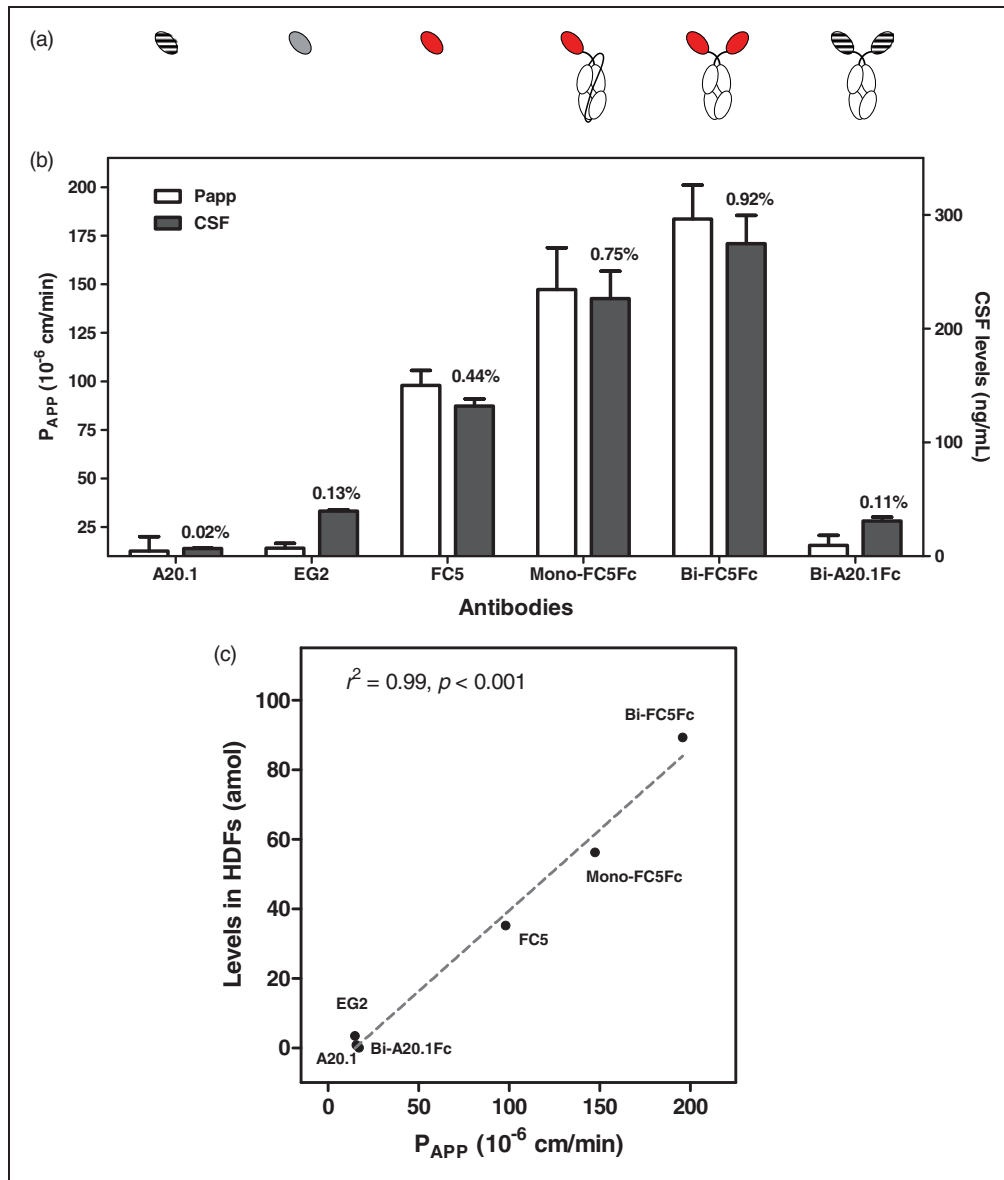 (a)
(b)
Papp
CSF
200
175
150
125
100
75
50
25
P_APP (10^-6 cm/min)
300
200
100
0
CSF levels (ng/mL)
0.02%
0.13%
0.44%
0.75%
0.92%
0.11%
A20.1 EG2 FC5 Mono-FC5Fc Bi-FC5Fc Bi-A20.1Fc
Antibodies
(c)
r² = 0.99, p < 0.001
100
80
60
40
20
0
Levels in HDFs (amol)
Bi-FC5Fc
Mono-FC5Fc
FC5
EG2
A20.1
Bi-A20.1Fc
0 50 100 150 200
P_APP (10^-6 cm/min)